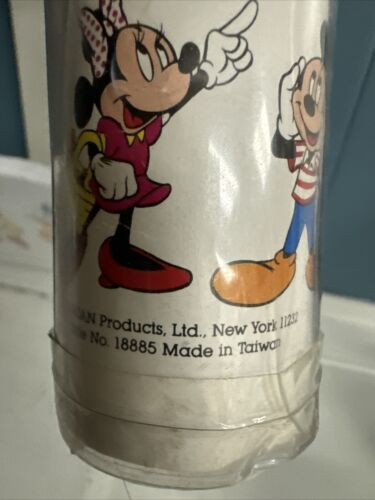 Products, Ltd., New York 11232
No. 18885 Made in Taiwan